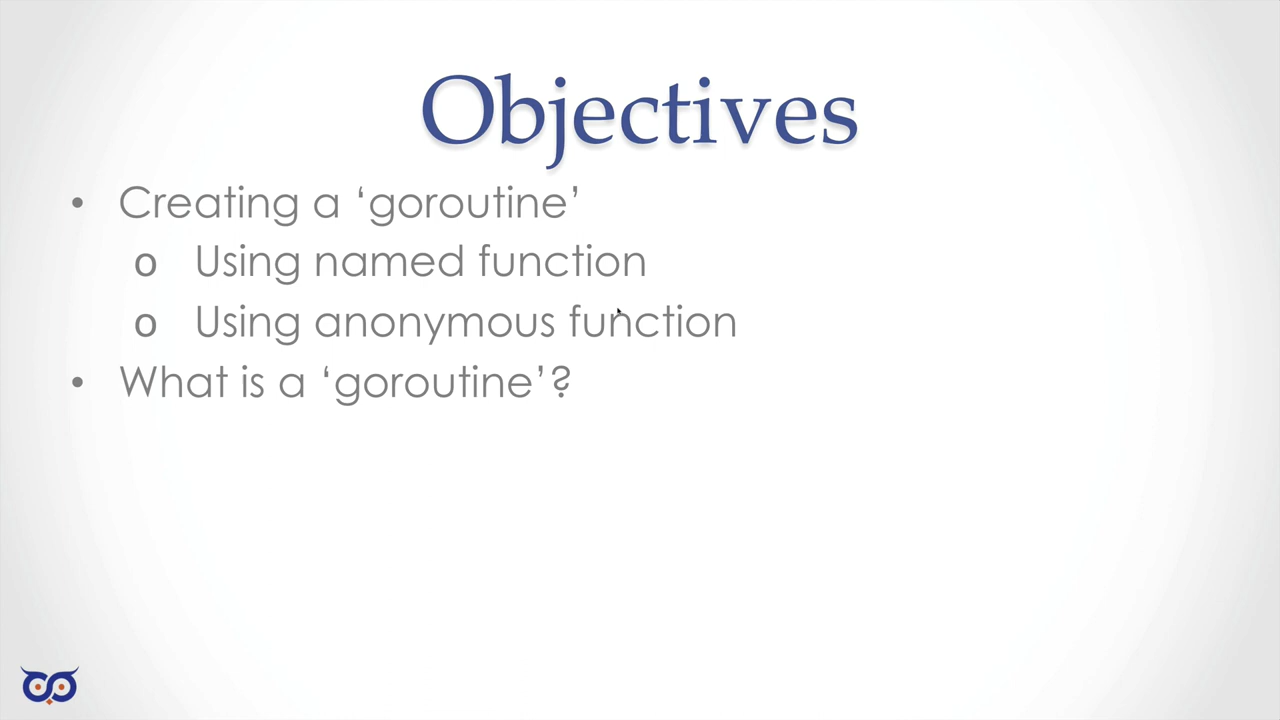 Objectives
• Creating a ‘goroutine’
o Using named function
o Using anonymous function
• What is a ‘goroutine’?